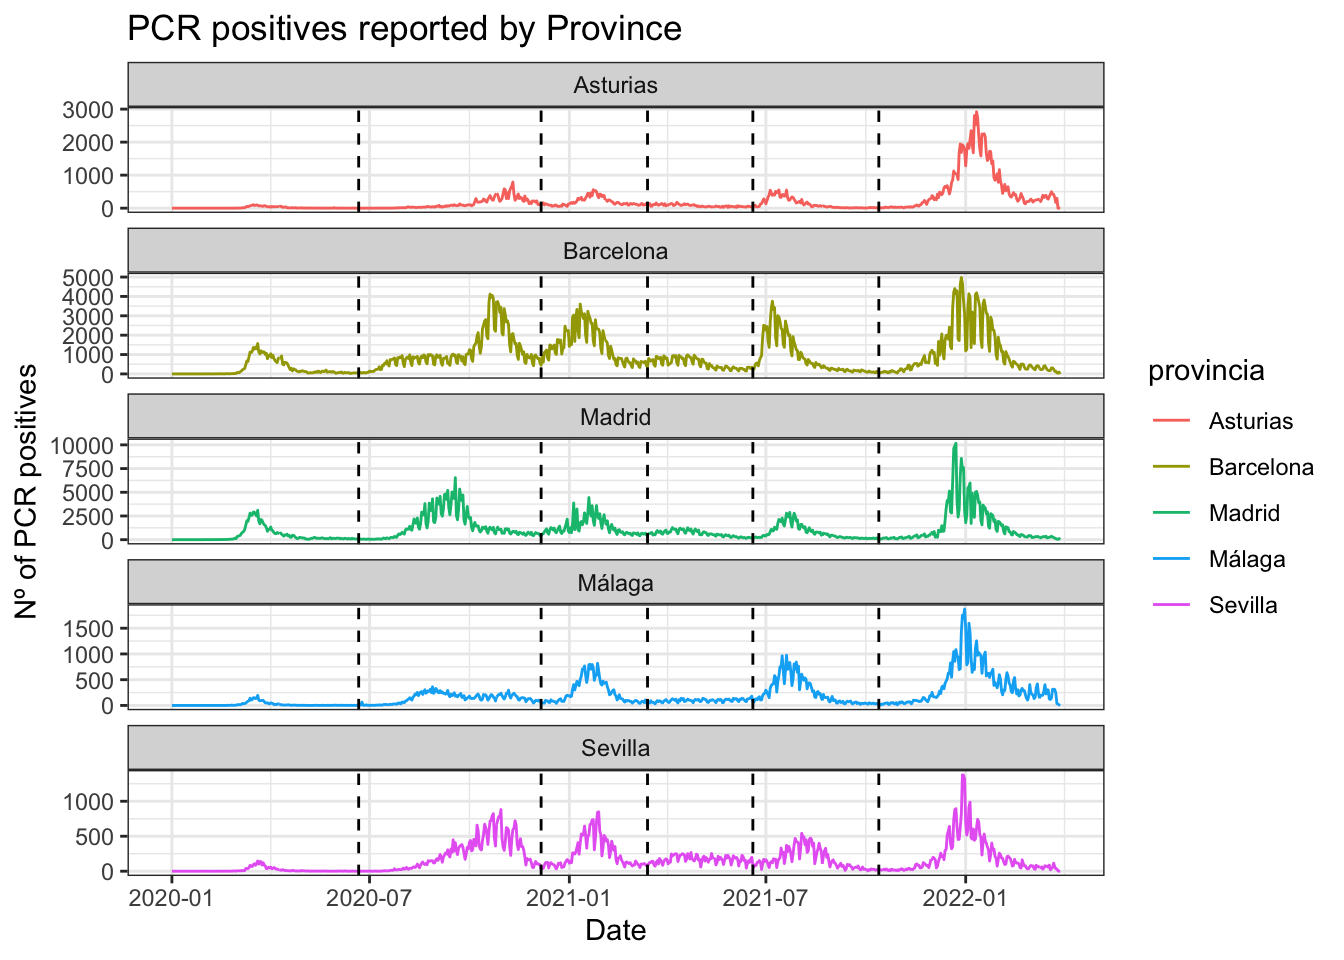 PCR positives reported by Province
Nº of PCR positives
Asturias
3000
2000
1000
0
Barcelona
5000
4000
3000
2000
1000
0
Madrid
10000
7500
5000
2500
0
Málaga
1500
1000
500
0
Sevilla
1000
500
0
2020-01 2020-07 2021-01 2021-07 2022-01
Date
provincia
Asturias
Barcelona
Madrid
Málaga
Sevilla